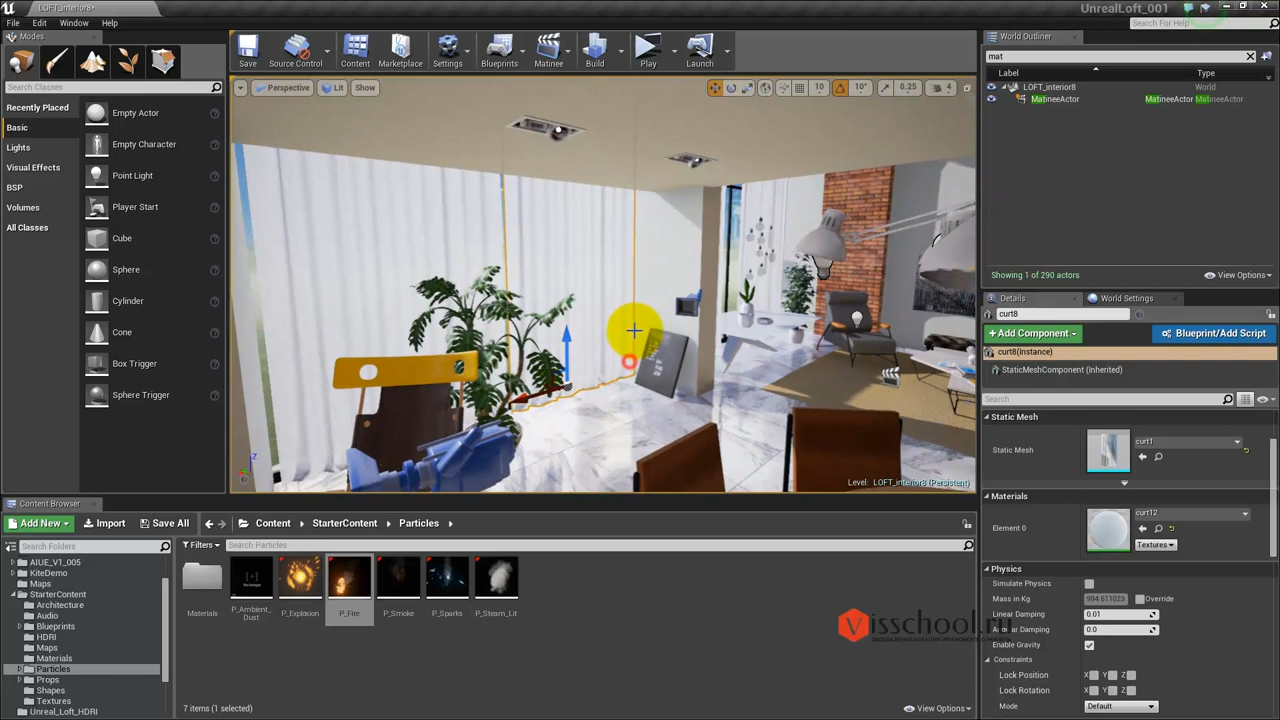 LOFT_interior8*
UnrealLoft_001
File Edit Window Help
Search For Help
Modes
Save Source Control Content Marketplace Settings Blueprints Matinee Build Play Launch
World Outliner
mat
Label Type
LOFT_interior8 World
MatineeActor MatineeActor MatineeActor
Showing 1 of 290 actors
View Options
Search Classes
Recently Placed
Basic
Lights
Visual Effects
BSP
Volumes
All Classes
Empty Actor
Empty Character
Point Light
Player Start
Cube
Sphere
Cylinder
Cone
Box Trigger
Sphere Trigger
Perspective Lit Show
10 10° 0.25 4
Z
Level: LOFT_interior8 (Persistent)
Details World Settings
curt8
Add Component Blueprint/Add Script
curt8(Instance)
StaticMeshComponent (Inherited)
Search
Static Mesh
Static Mesh curt1
Materials
Element 0 curt12
Textures
Physics
Simulate Physics
Mass in Kg 994.611023 Override
Linear Damping 0.01
0.0
Enable Gravity
Constraints
Lock Position X Y Z
Lock Rotation X Y Z
Mode Default
Content Browser
Add New Import Save All Content StarterContent Particles
Search Folders
AIUE_V1_005
KiteDemo
Maps
StarterContent
Architecture
Audio
Blueprints
HDRI
Maps
Materials
Particles
Props
Shapes
Textures
Unreal_Loft_HDRI
Filters Search Particles
Materials P_Ambient_Dust P_Explosion P_Fire P_Smoke P_Sparks P_Steam_Lit
7 items (1 selected)
View Options
visschool.ru